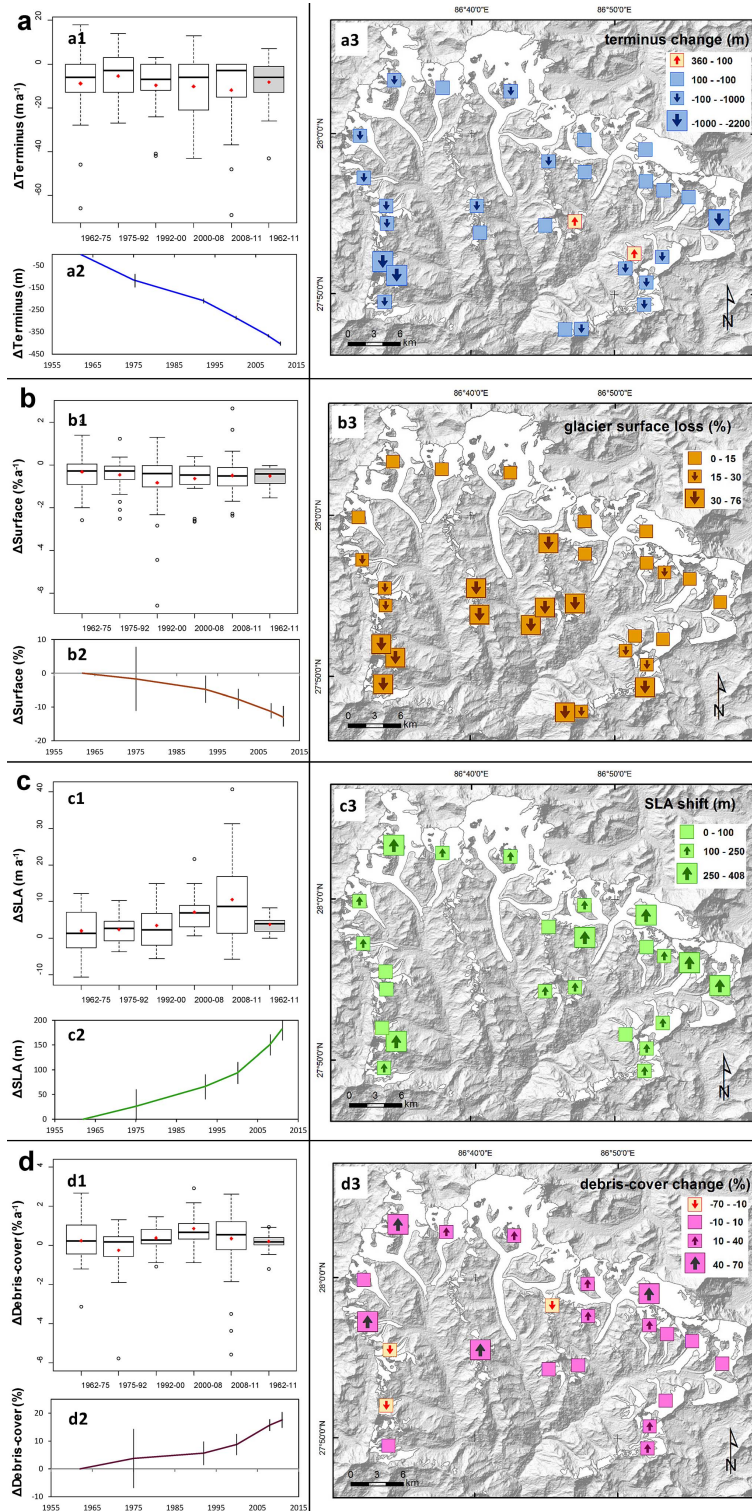 a
a1
ΔTerminus (m a⁻¹)
20
0
-20
-40
-60
1962-75 1975-92 1992-00 2000-08 2008-11 1962-11
a2
ΔTerminus (m)
-50
-150
-250
-350
-450
1955 1965 1975 1985 1995 2005 2015
86°40'0"E 86°50'0"E
a3
terminus change (m)
360 - 100
100 - -100
-100 - -1000
-1000 - -2200
28°0'0"N
27°50'0"N
0 3 6
km
N
b
b1
ΔSurface (% a⁻¹)
2
0
-2
-4
-6
1962-75 1975-92 1992-00 2000-08 2008-11 1962-11
b2
ΔSurface (%)
10
0
-10
-20
1955 1965 1975 1985 1995 2005 2015
86°40'0"E 86°50'0"E
b3
glacier surface loss (%)
0 - 15
15 - 30
30 - 76
28°0'0"N
27°50'0"N
0 3 6
km
N
c
c1
ΔSLA (m a⁻¹)
40
30
20
10
0
-10
1962-75 1975-92 1992-00 2000-08 2008-11 1962-11
c2
ΔSLA (m)
200
150
100
50
0
1955 1965 1975 1985 1995 2005 2015
86°40'0"E 86°50'0"E
c3
SLA shift (m)
0 - 100
100 - 250
250 - 408
28°0'0"N
27°50'0"N
0 3 6
km
N
d
d1
ΔDebris-cover (% a⁻¹)
4
2
0
-2
-4
-6
1962-75 1975-92 1992-00 2000-08 2008-11 1962-11
d2
ΔDebris-cover (%)
20
10
0
-10
1955 1965 1975 1985 1995 2005 2015
86°40'0"E 86°50'0"E
d3
debris-cover change (%)
-70 - -10
-10 - 10
10 - 40
40 - 70
28°0'0"N
27°50'0"N
0 3 6
km
N